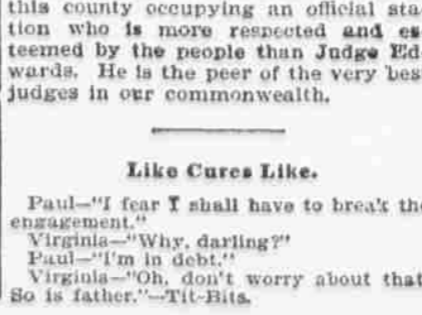 this county occupying an official sta-
tion who is more respected and es-
teemed by the people than Judge Ed-
wards. He is the peer of the very best
judges in our commonwealth.
Like Cures Like.
Paul—"I fear I shall have to break the
engagement."
Virginia—"Why, darling?"
Paul—"I'm in debt."
Virginia—"Oh, don't worry about that.
So is father."—Tit-Bits.